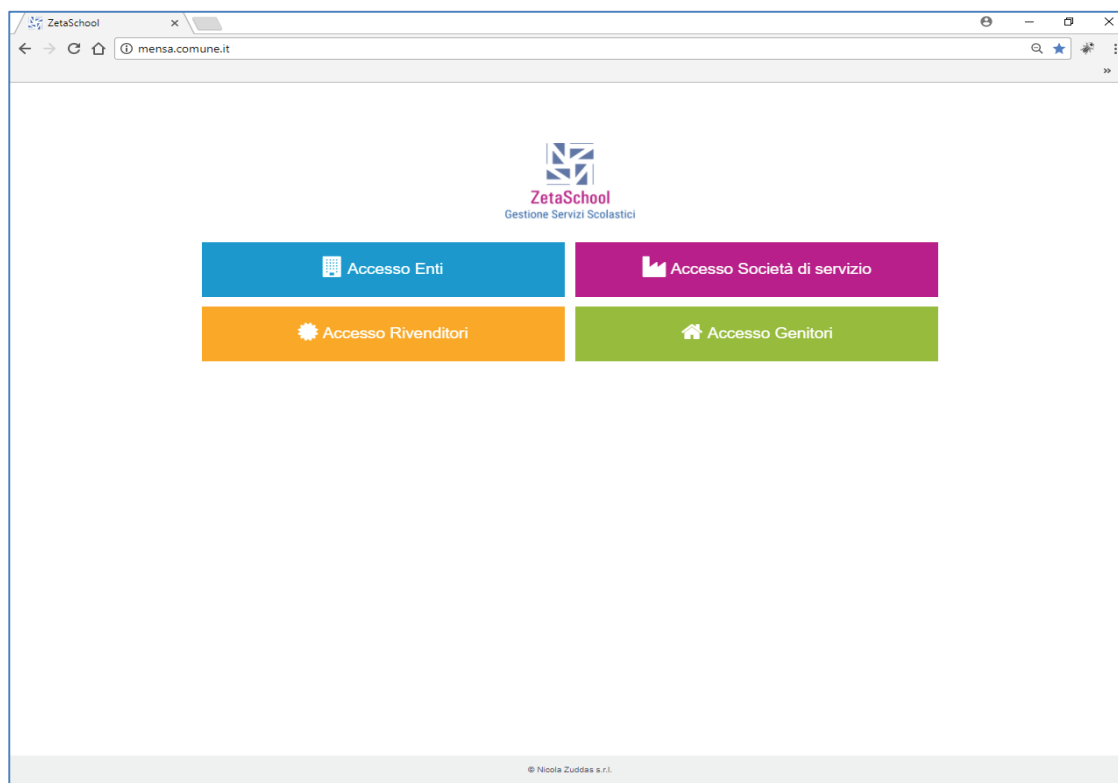 ZetaSchool
mensa.comune.it
ZetaSchool
Gestione Servizi Scolastici
Accesso Enti
Accesso Società di servizio
Accesso Rivenditori
Accesso Genitori
© Nicola Zuddas s.r.l.